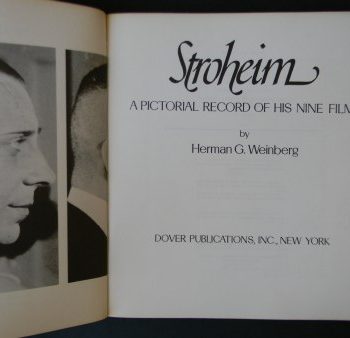 Stroheim
A PICTORIAL RECORD OF HIS NINE FILM
by
Herman G. Weinberg
DOVER PUBLICATIONS, INC., NEW YORK